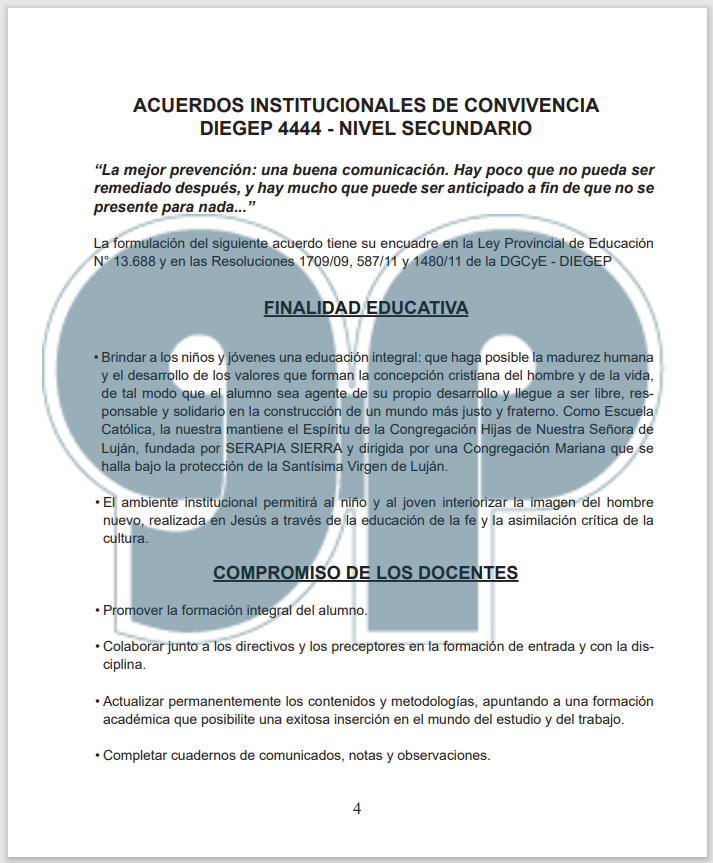 ACUERDOS INSTITUCIONALES DE CONVIVENCIA
DIEGEP 4444 - NIVEL SECUNDARIO
“La mejor prevención: una buena comunicación. Hay poco que no pueda ser
remediado después, y hay mucho que puede ser anticipado a fin de que no se
presente para nada...”
La formulación del siguiente acuerdo tiene su encuadre en la Ley Provincial de Educación
N° 13.688 y en las Resoluciones 1709/09, 587/11 y 1480/11 de la DGCyE - DIEGEP
FINALIDAD EDUCATIVA
• Brindar a los niños y jóvenes una educación integral: que haga posible la madurez humana
y el desarrollo de los valores que forman la concepción cristiana del hombre y de la vida,
de tal modo que el alumno sea agente de su propio desarrollo y llegue a ser libre, res-
ponsable y solidario en la construcción de un mundo más justo y fraterno. Como Escuela
Católica, la nuestra mantiene el Espíritu de la Congregación Hijas de Nuestra Señora de
Luján, fundada por SERAPIA SIERRA y dirigida por una Congregación Mariana que se
halla bajo la protección de la Santísima Virgen de Luján.
• El ambiente institucional permitirá al niño y al joven interiorizar la imagen del hombre
nuevo, realizada en Jesús a través de la educación de la fe y la asimilación crítica de la
cultura.
COMPROMISO DE LOS DOCENTES
• Promover la formación integral del alumno.
• Colaborar junto a los directivos y los preceptores en la formación de entrada y con la dis-
ciplina.
• Actualizar permanentemente los contenidos y metodologías, apuntando a una formación
académica que posibilite una exitosa inserción en el mundo del estudio y del trabajo.
• Completar cuadernos de comunicados, notas y observaciones.
4
gp